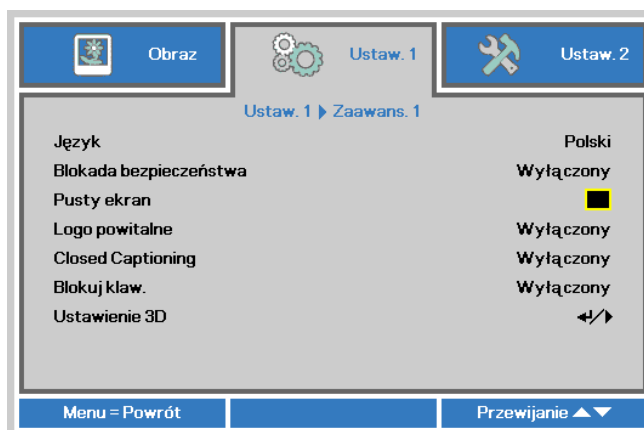 Obraz
Ustaw. 1
Ustaw. 2
Ustaw. 1 ▶ Zaawans. 1
Język Polski
Blokada bezpieczeństwa Wyłączony
Pusty ekran
Logo powitalne Wyłączony
Closed Captioning Wyłączony
Blokuj klaw. Wyłączony
Ustawienie 3D ↵/▶
Menu = Powrót
Przewijanie ▲▼